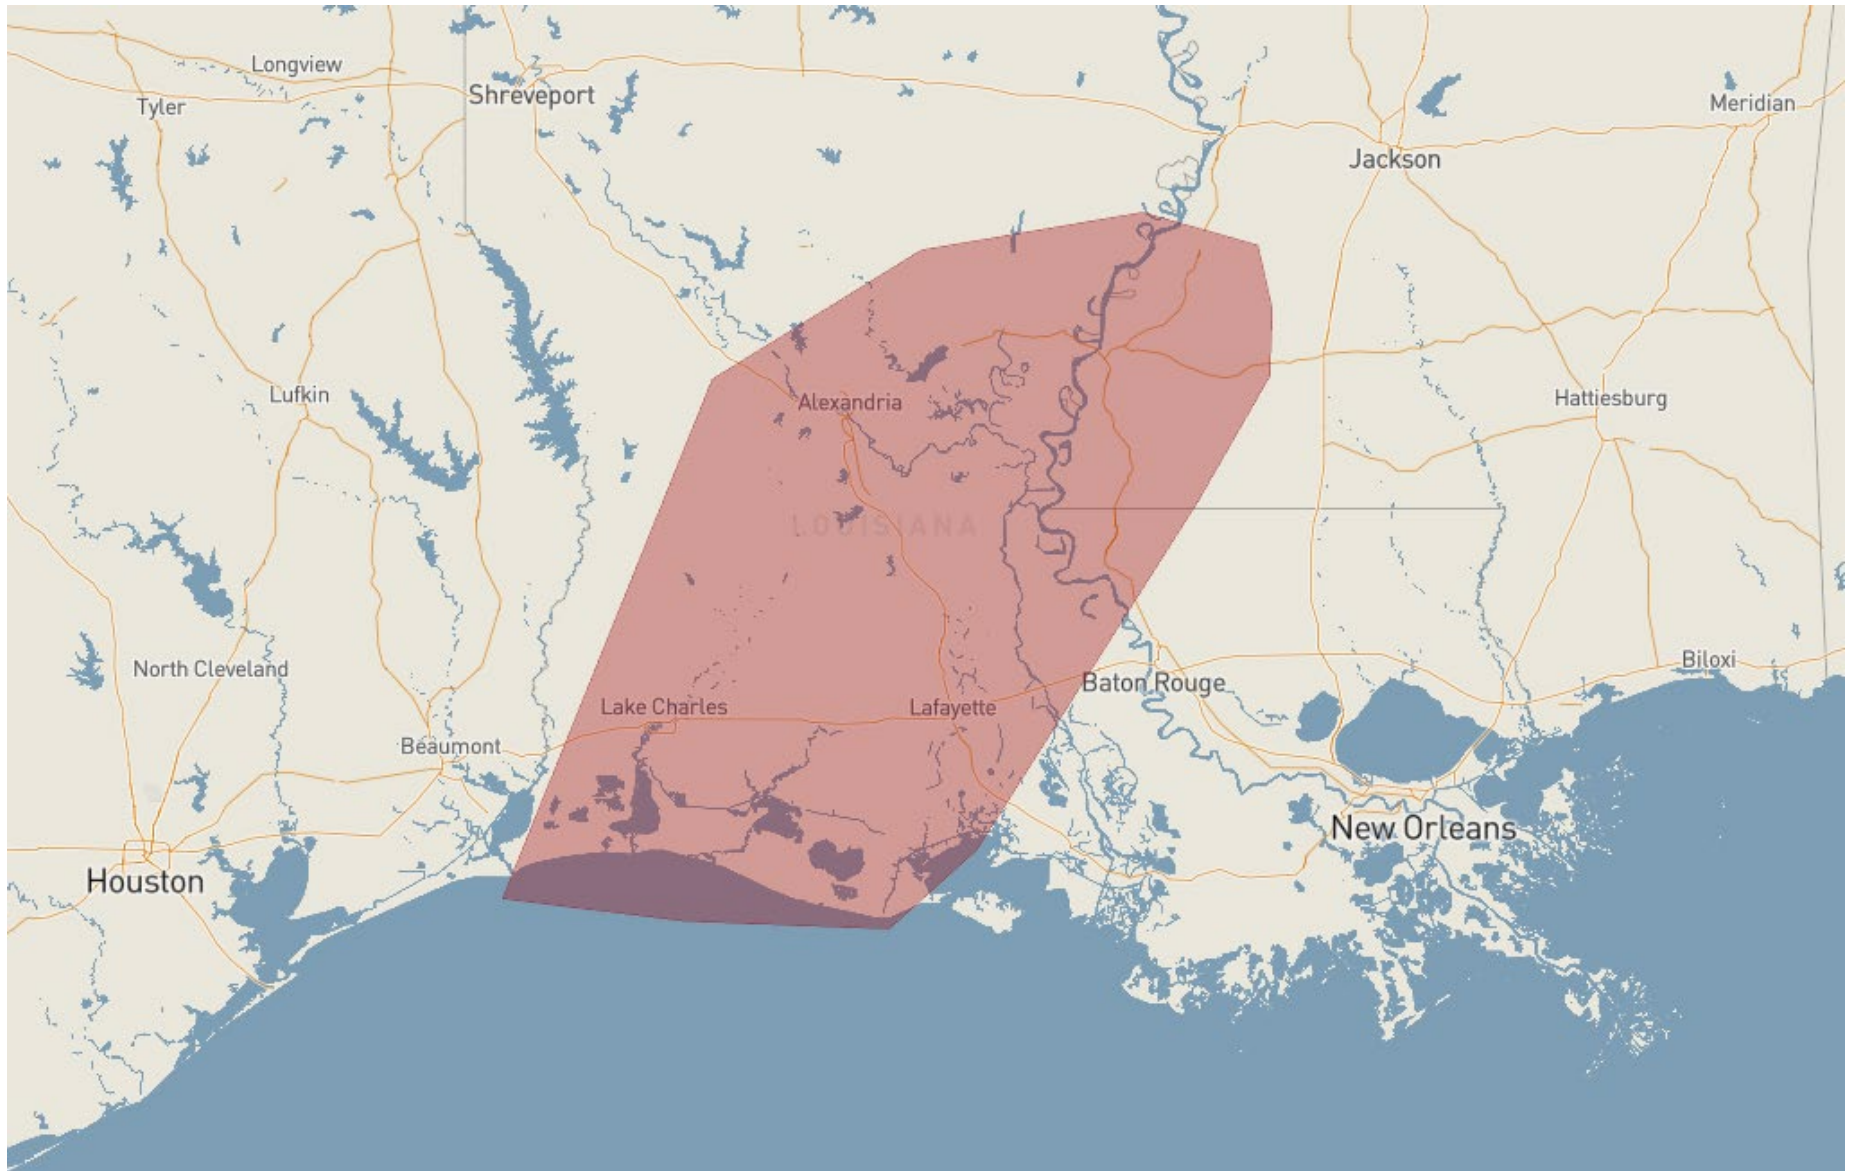 Longview
Shreveport
Tyler
Meridian
Jackson
Lufkin
Alexandria
Hattiesburg
LOUISIANA
North Cleveland
Biloxi
Baton Rouge
Lake Charles
Lafayette
Beaumont
New Orleans
Houston